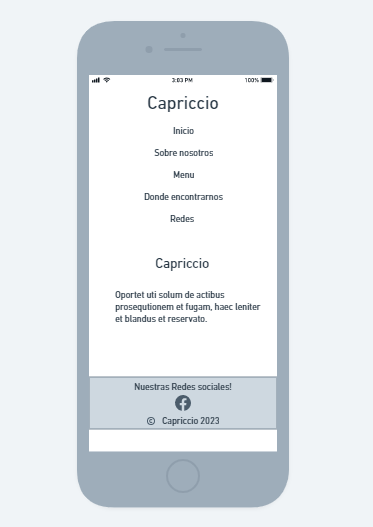 3:03 PM
100%
Capriccio
Inicio
Sobre nosotros
Menu
Donde encontrarnos
Redes
Capriccio
Oportet uti solum de actibus
prosequtionem et fugam, haec leniter
et blandus et reservato.
Nuestras Redes sociales!
© Capriccio 2023